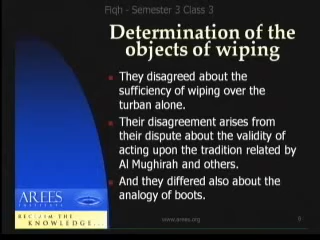 Fiqh - Semester 3 Class 3
Determination of the
objects of wiping
They disagreed about the
sufficiency of wiping over the
turban alone.
Their disagreement arises from
their dispute about the validity of
acting upon the tradition related by
Al Mughirah and others.
And they differed also about the
analogy of boots.
AREES
INSTITUTE
RECLAIM THE
KNOWLEDGE...
www.arees.org